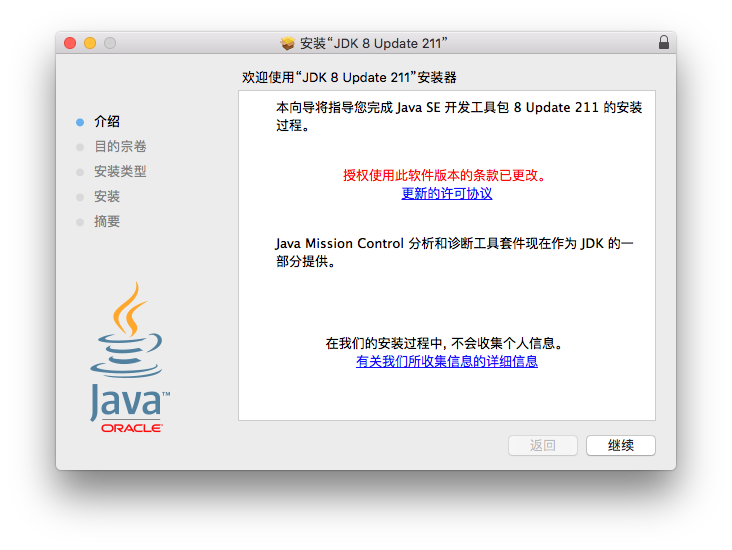 安装“JDK 8 Update 211”
欢迎使用“JDK 8 Update 211”安装器
介绍
目的宗卷
安装类型
安装
摘要
本向导将指导您完成 Java SE 开发工具包 8 Update 211 的安装
过程。
授权使用此软件版本的条款已更改。
更新的许可协议
Java Mission Control 分析和诊断工具套件现在作为 JDK 的一
部分提供。
在我们的安装过程中, 不会收集个人信息。
有关我们所收集信息的详细信息
Java™
ORACLE
返回
继续